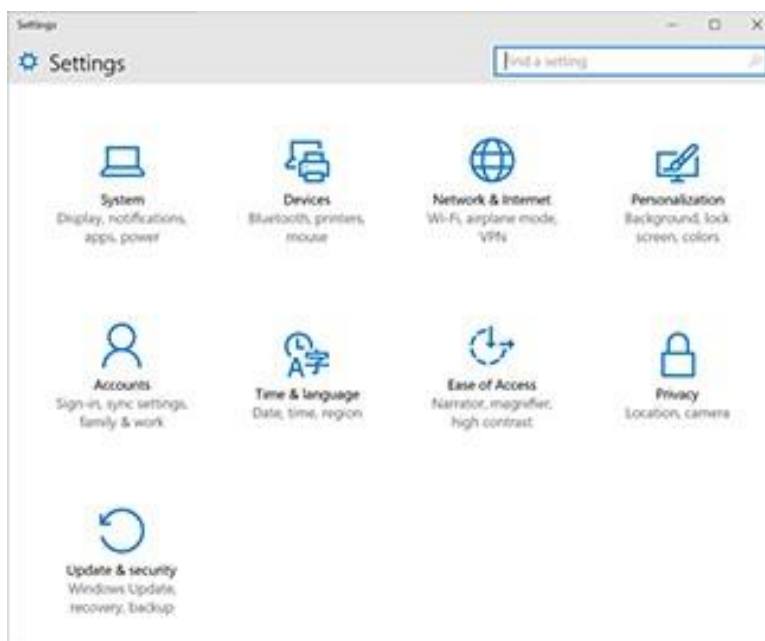 Settings
Settings
Find a setting
System
Display, notifications,
apps, power
Devices
Bluetooth, printers,
mouse
Network & Internet
Wi-Fi, airplane mode,
VPN
Personalization
Background, lock
screen, colors
Accounts
Sign-in, sync settings,
family & work
Time & language
Date, time, region
Ease of Access
Narrator, magnifier,
high contrast
Privacy
Location, camera
Update & security
Windows Update,
recovery, backup